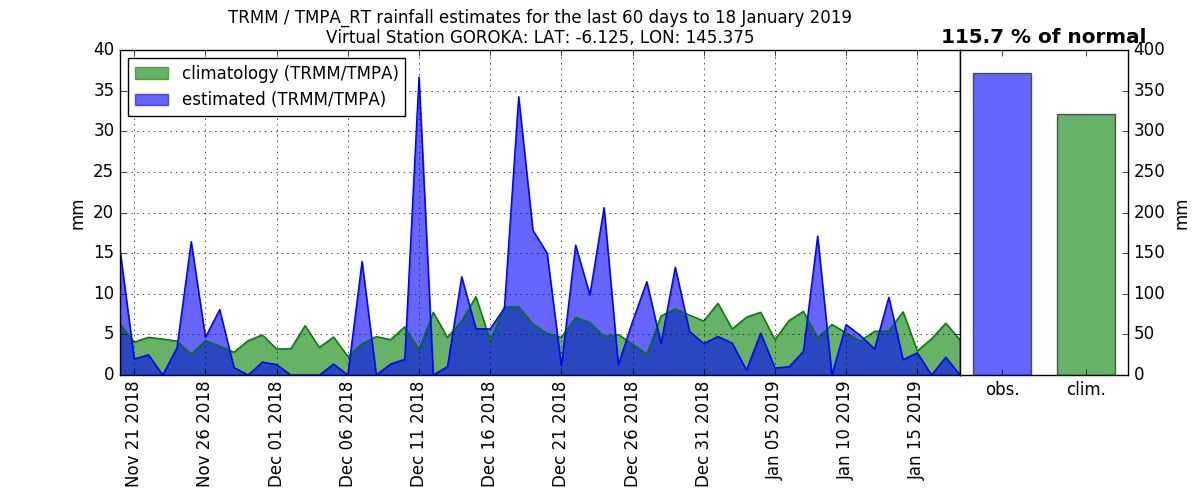 TRMM / TMPA_RT rainfall estimates for the last 60 days to 18 January 2019
Virtual Station GOROKA: LAT: -6.125, LON: 145.375
115.7 % of normal
climatology (TRMM/TMPA)
estimated (TRMM/TMPA)
40
35
30
25
20
15
10
5
0
mm
400
350
300
250
200
150
100
50
0
mm
Nov 21 2018
Nov 26 2018
Dec 01 2018
Dec 06 2018
Dec 11 2018
Dec 16 2018
Dec 21 2018
Dec 26 2018
Dec 31 2018
Jan 05 2019
Jan 10 2019
Jan 15 2019
obs.
clim.